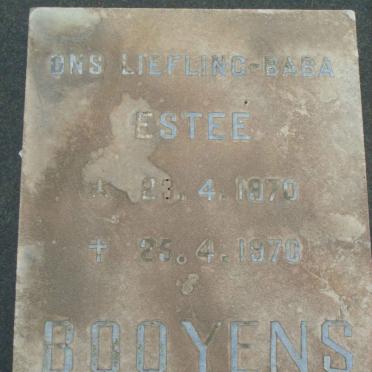 ONS LIEFLING-BABA
ESTEE
* 23.4.1970
† 25.4.1970
BOOYENS